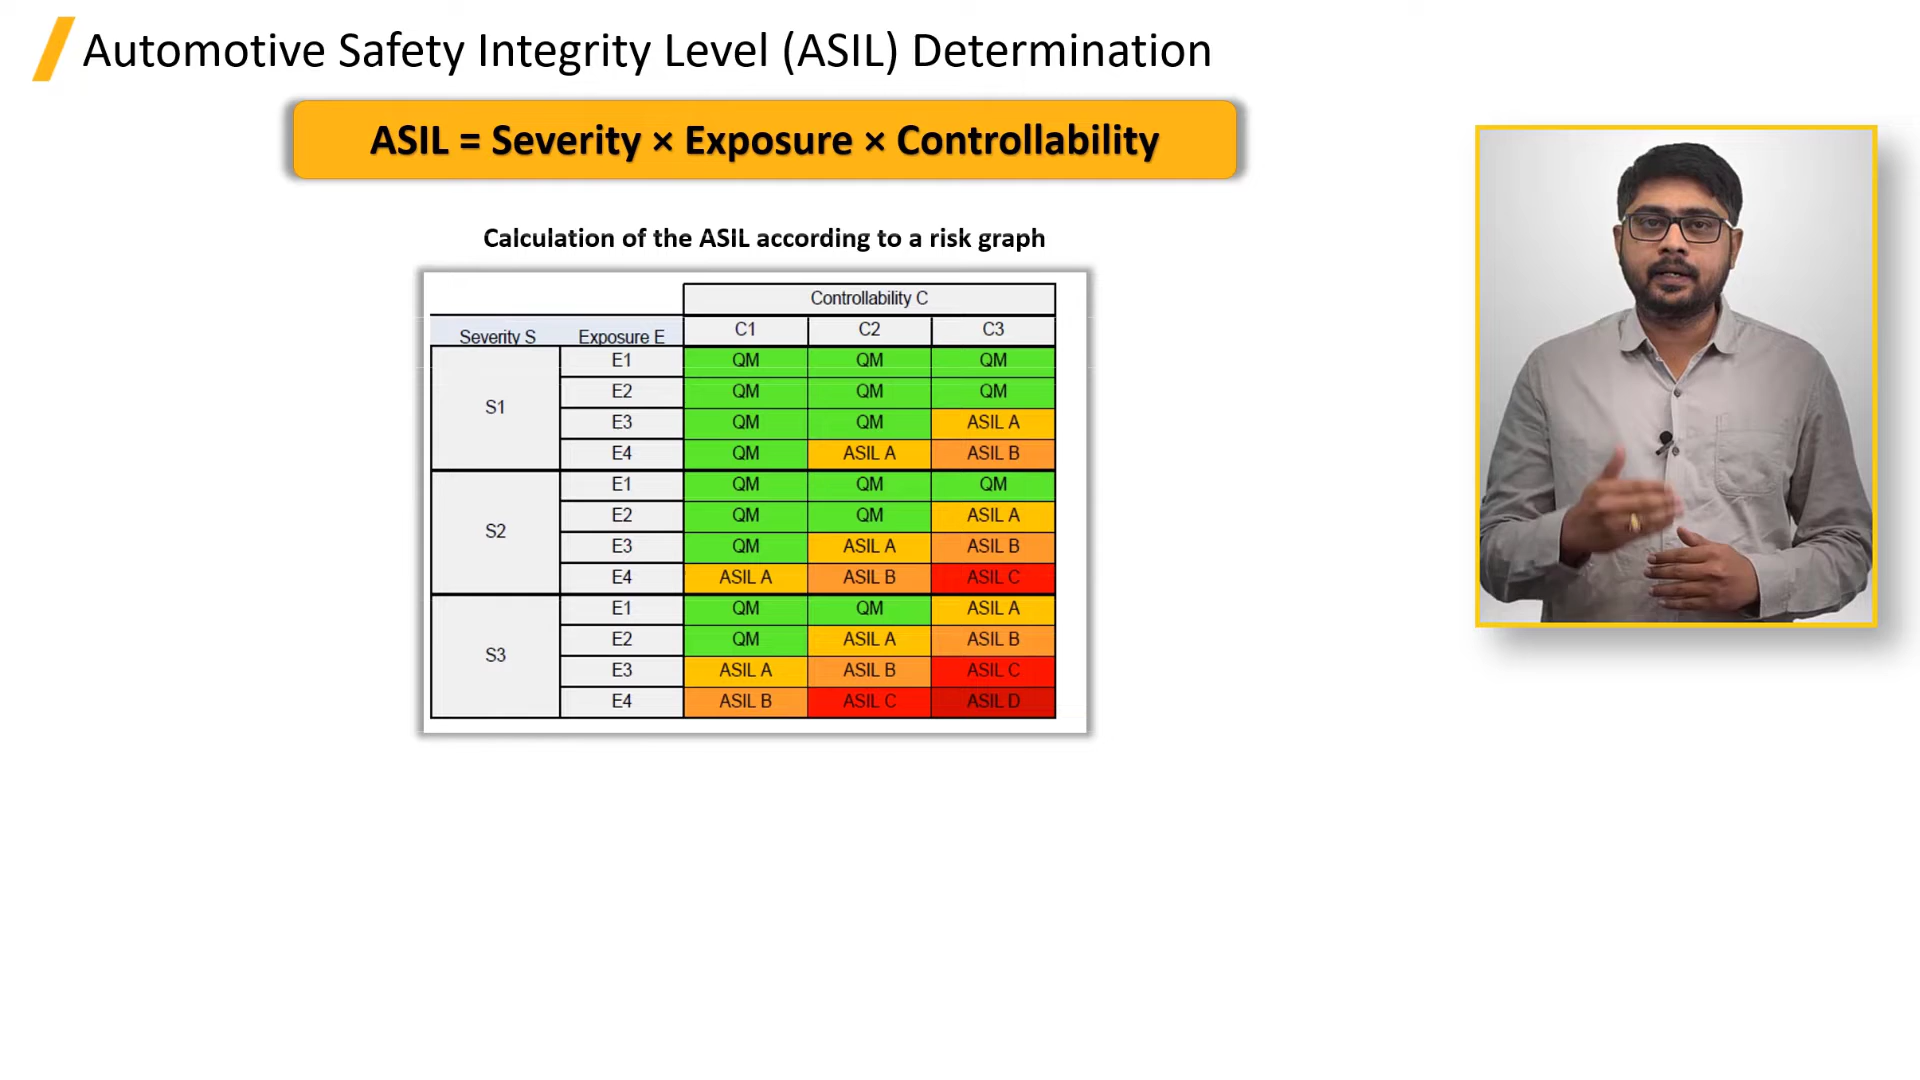 Automotive Safety Integrity Level (ASIL) Determination
ASIL = Severity × Exposure × Controllability
Calculation of the ASIL according to a risk graph
Controllability C
Severity S Exposure E C1 C2 C3
S1
E1 QM QM QM
E2 QM QM QM
E3 QM QM ASIL A
E4 QM ASIL A ASIL B
S2
E1 QM QM QM
E2 QM QM ASIL A
E3 QM ASIL A ASIL B
E4 ASIL A ASIL B ASIL C
S3
E1 QM QM ASIL A
E2 QM ASIL A ASIL B
E3 ASIL A ASIL B ASIL C
E4 ASIL B ASIL C ASIL D